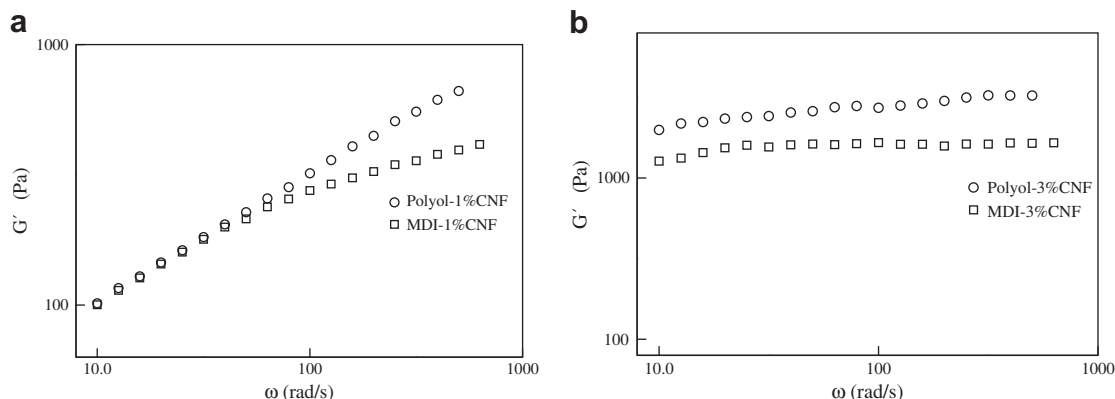 a
1000
100
G′ (Pa)
Polyol-1%CNF
MDI-1%CNF
10.0 100 1000
ω (rad/s)
b
1000
100
G′ (Pa)
Polyol-3%CNF
MDI-3%CNF
10.0 100 1000
ω (rad/s)